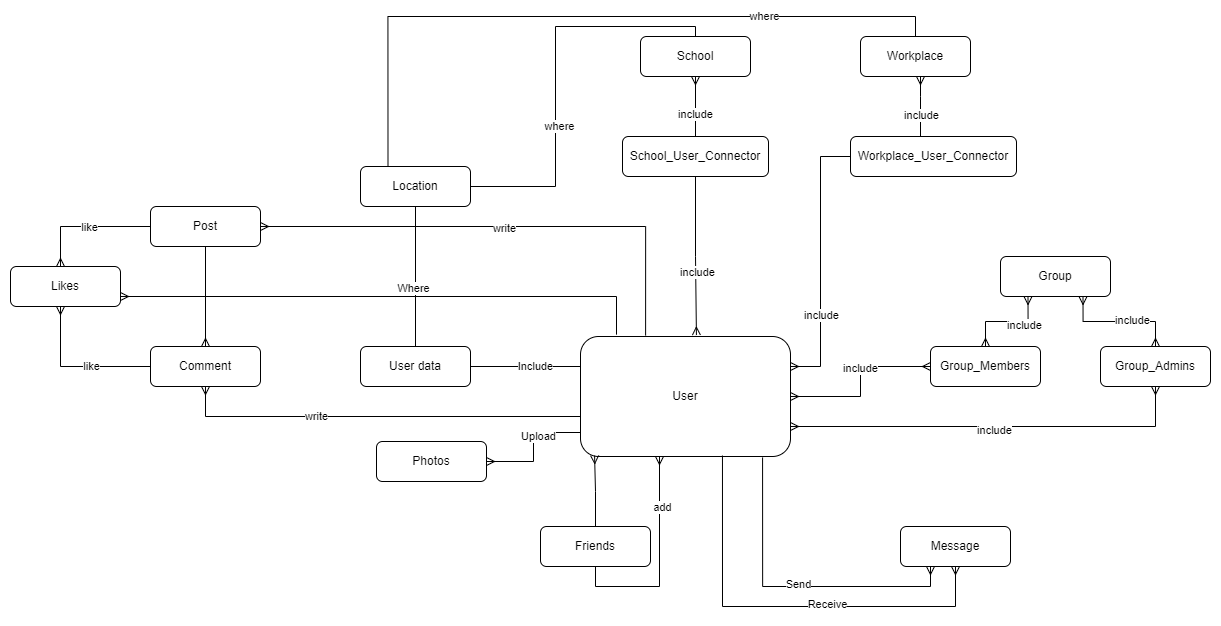 where
School
Workplace
include
include
where
School_User_Connector
Workplace_User_Connector
Location
Post
like
write
include
Group
Likes
Where
include
include
include
Comment
like
User data
Include
User
include
Group_Members
Group_Admins
write
include
Upload
Photos
add
Friends
Message
Send
Receive